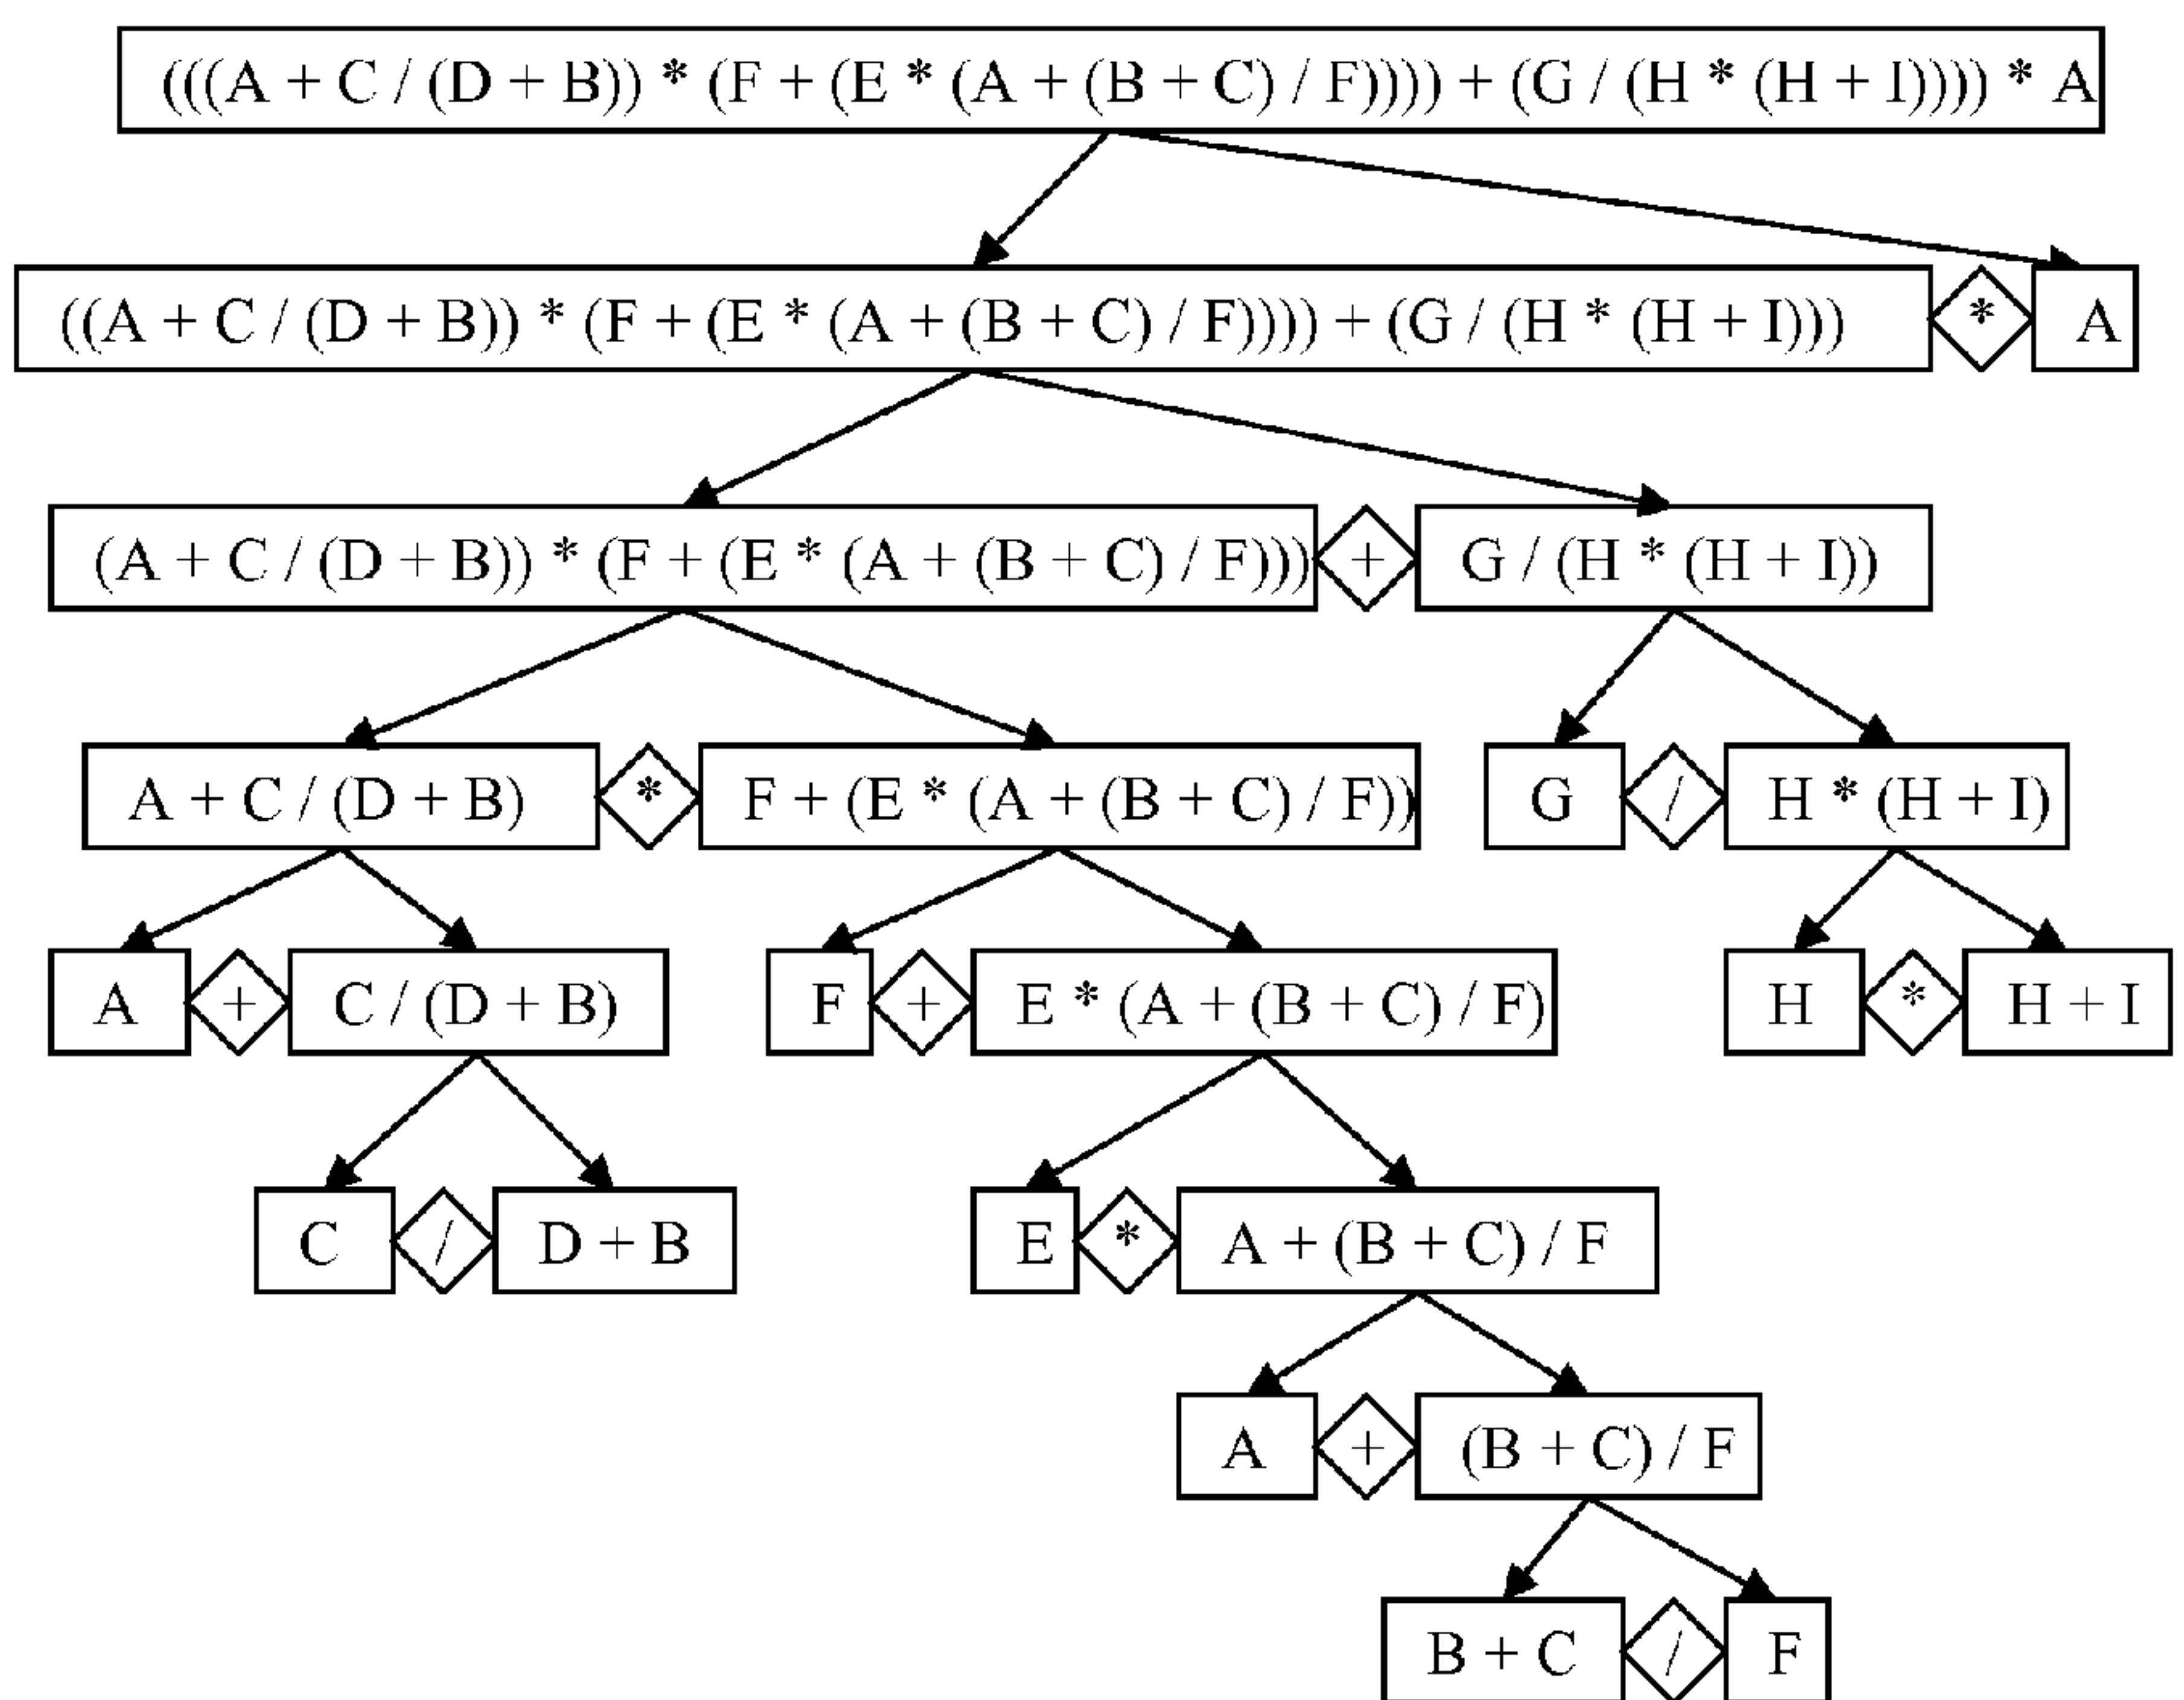 (((A + C / (D + B)) * (F + (E * (A + (B + C) / F)))) + (G / (H * (H + I)))) * A
((A + C / (D + B)) * (F + (E * (A + (B + C) / F)))) + (G / (H * (H + I))) * A
(A + C / (D + B)) * (F + (E * (A + (B + C) / F))) + G / (H * (H + I))
A + C / (D + B) * F + (E * (A + (B + C) / F)) G / H * (H + I)
A + C / (D + B) F + E * (A + (B + C) / F) H * H + I
C / D + B E * A + (B + C) / F
A + (B + C) / F
B + C / F